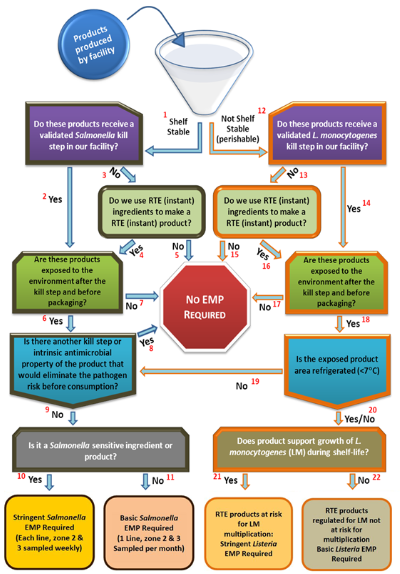 Products
produced
by facility
1 Shelf
Stable
12
Not Shelf
Stable
(perishable)
Do these products receive a
validated Salmonella kill
step in our facility?
Do these products receive a
validated L. monocytogenes
kill step in our facility?
2 Yes
3 No
13 No
14 Yes
Do we use RTE (instant)
ingredients to make a
RTE (instant) product?
Do we use RTE (instant)
ingredients to make a
RTE (instant) product?
Yes
4
No
5
15
No
Yes
16
Are these products
exposed to the
environment after the
kill step and before
packaging?
No EMP
Required
Are these products
exposed to the
environment after the
kill step and before
packaging?
No 7
No 17
6 Yes
Yes
8
18
Yes
Is there another kill step or
intrinsic antimicrobial
property of the product that
would eliminate the pathogen
risk before consumption?
Is the exposed product
area refrigerated (<7°C)
No 19
9 No
20
Yes/No
Is it a Salmonella sensitive ingredient or
product?
Does product support growth of L.
monocytogenes (LM) during shelf-life?
10 Yes
No 11
21 Yes
No 22
Stringent Salmonella
EMP Required
(Each line, zone 2 &
3 sampled weekly)
Basic Salmonella
EMP Required
(1 Line, zone 2 & 3
Sampled per month)
RTE products at risk
for LM
multiplication:
Stringent Listeria
EMP Required
RTE products
regulated for LM not
at risk for
multiplication
Basic Listeria EMP
Required